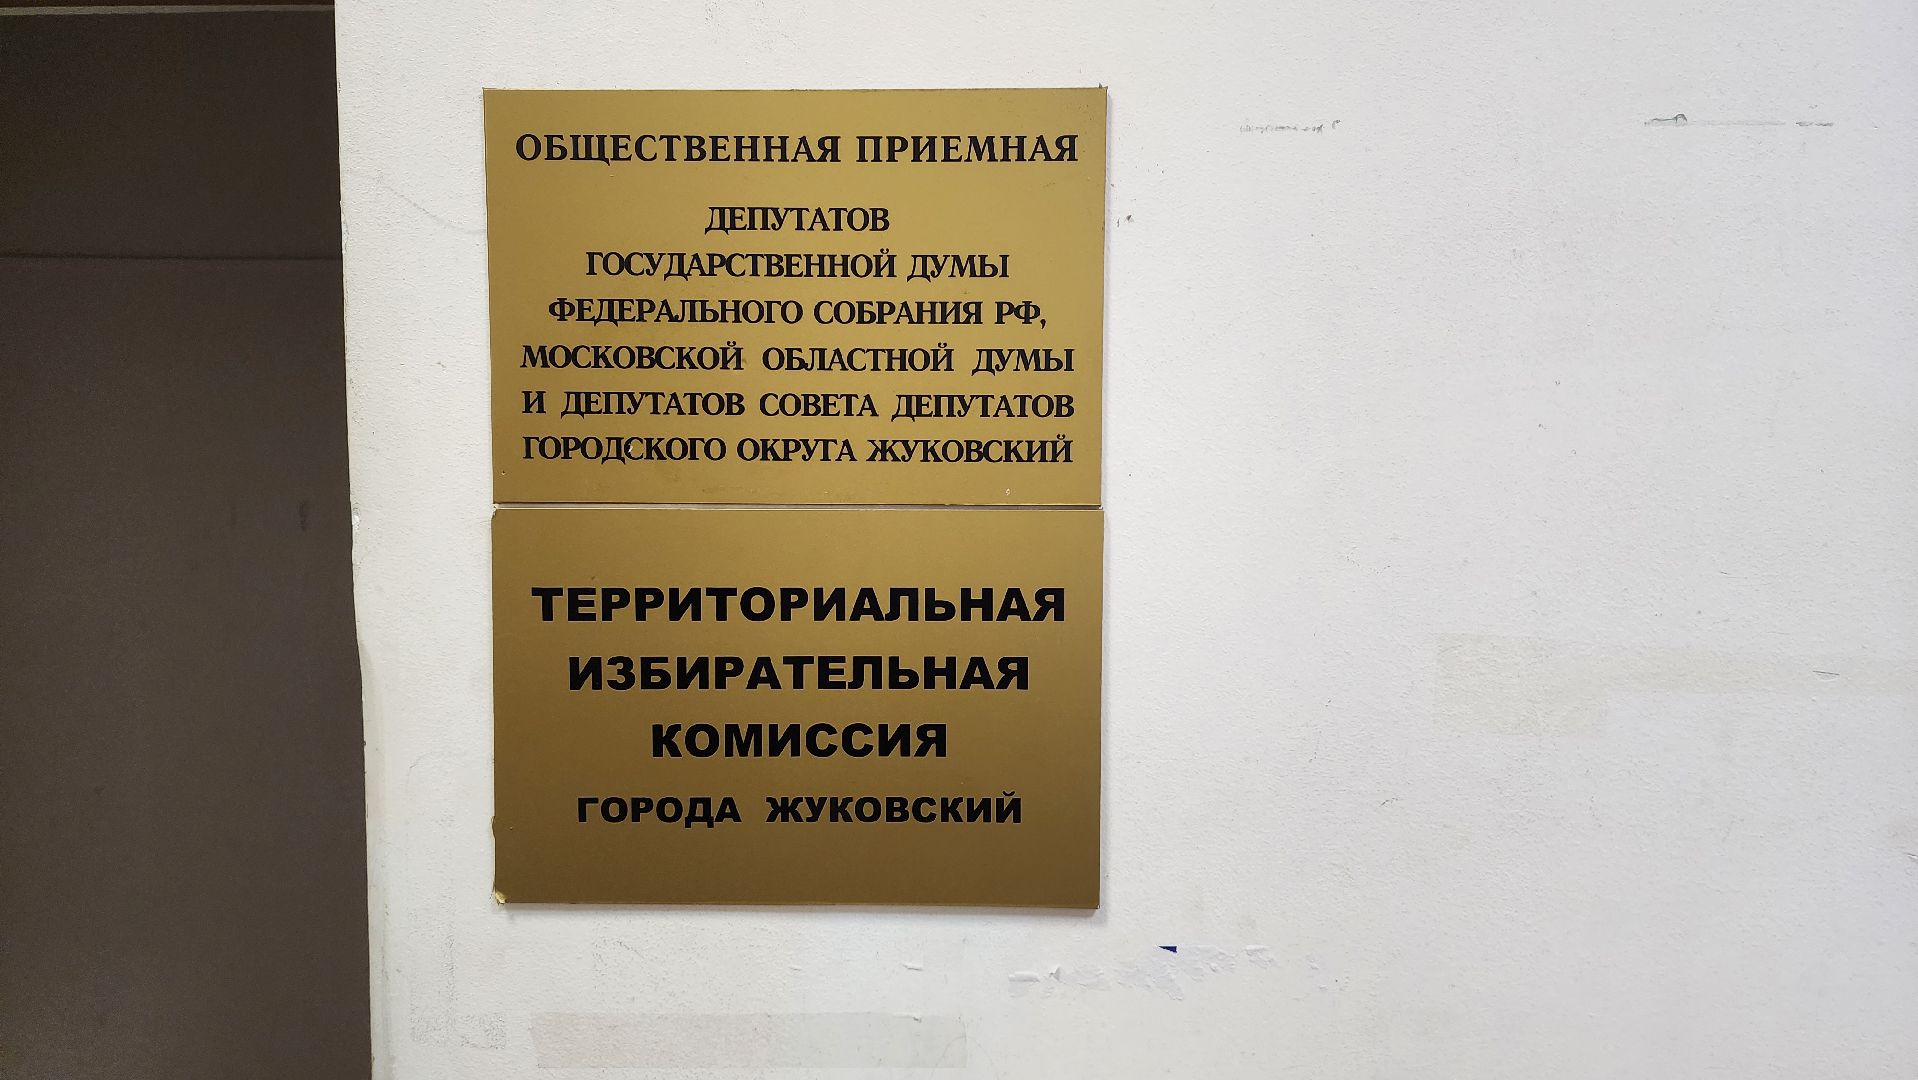 ОБЩЕСТВЕННАЯ ПРИЕМНАЯ
ДЕПУТАТОВ
ГОСУДАРСТВЕННОЙ ДУМЫ
ФЕДЕРАЛЬНОГО СОБРАНИЯ РФ,
МОСКОВСКОЙ ОБЛАСТНОЙ ДУМЫ
И ДЕПУТАТОВ СОВЕТА ДЕПУТАТОВ
ГОРОДСКОГО ОКРУГА ЖУКОВСКИЙ
ТЕРРИТОРИАЛЬНАЯ
ИЗБИРАТЕЛЬНАЯ
КОМИССИЯ
ГОРОДА ЖУКОВСКИЙ